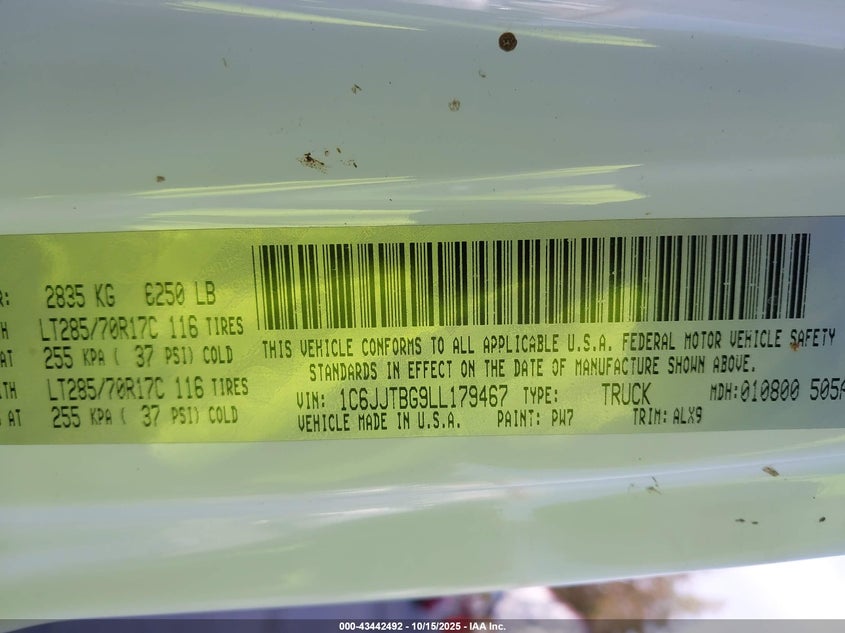 R: 2835 KG 6250 LB
TH LT285/70R17C 116 TIRES
AT 255 KPA ( 37 PSI) COLD
ITH LT285/70R17C 116 TIRES
S AT 255 KPA ( 37 PSI) COLD
THIS VEHICLE CONFORMS TO ALL APPLICABLE U.S.A. FEDERAL MOTOR VEHICLE SAFETY
STANDARDS IN EFFECT ON THE DATE OF MANUFACTURE SHOWN ABOVE.
VIN: 1C6JJTBG9LL179467 TYPE: TRUCK MDH: 010800 505A
VEHICLE MADE IN U.S.A. PAINT: PW7 TRIM: ALX9
000-43442492 - 10/15/2025 - IAA Inc.